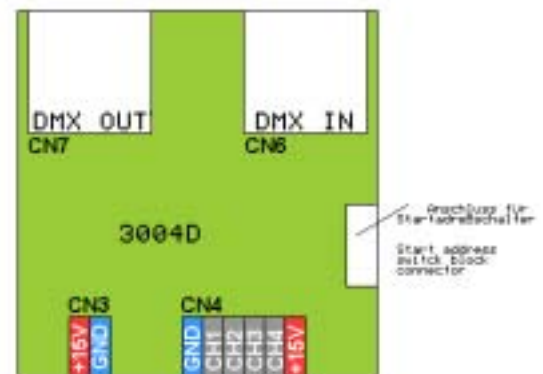 DMX OUT
DMX IN
CN7
CN6
Anschluss für
Startadreßschalter
3004D
Start address
switch block
connector
CN3
CN4
+15V
GND
GND
CH1
CH2
CH3
CH4
+15V